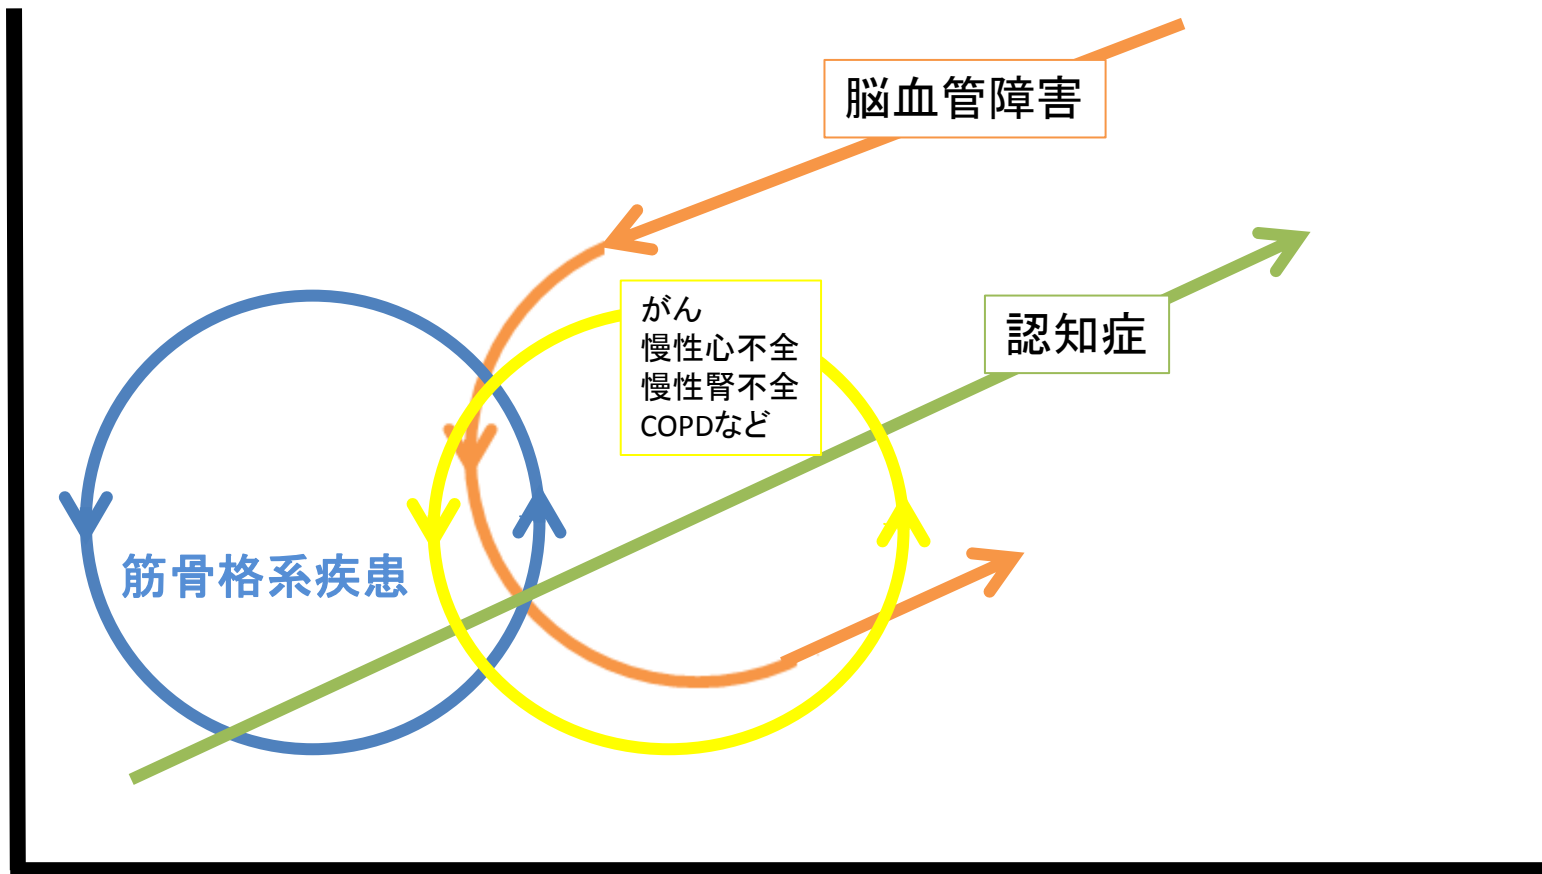 脳血管障害
がん
慢性心不全
慢性腎不全
COPDなど
認知症
筋骨格系疾患